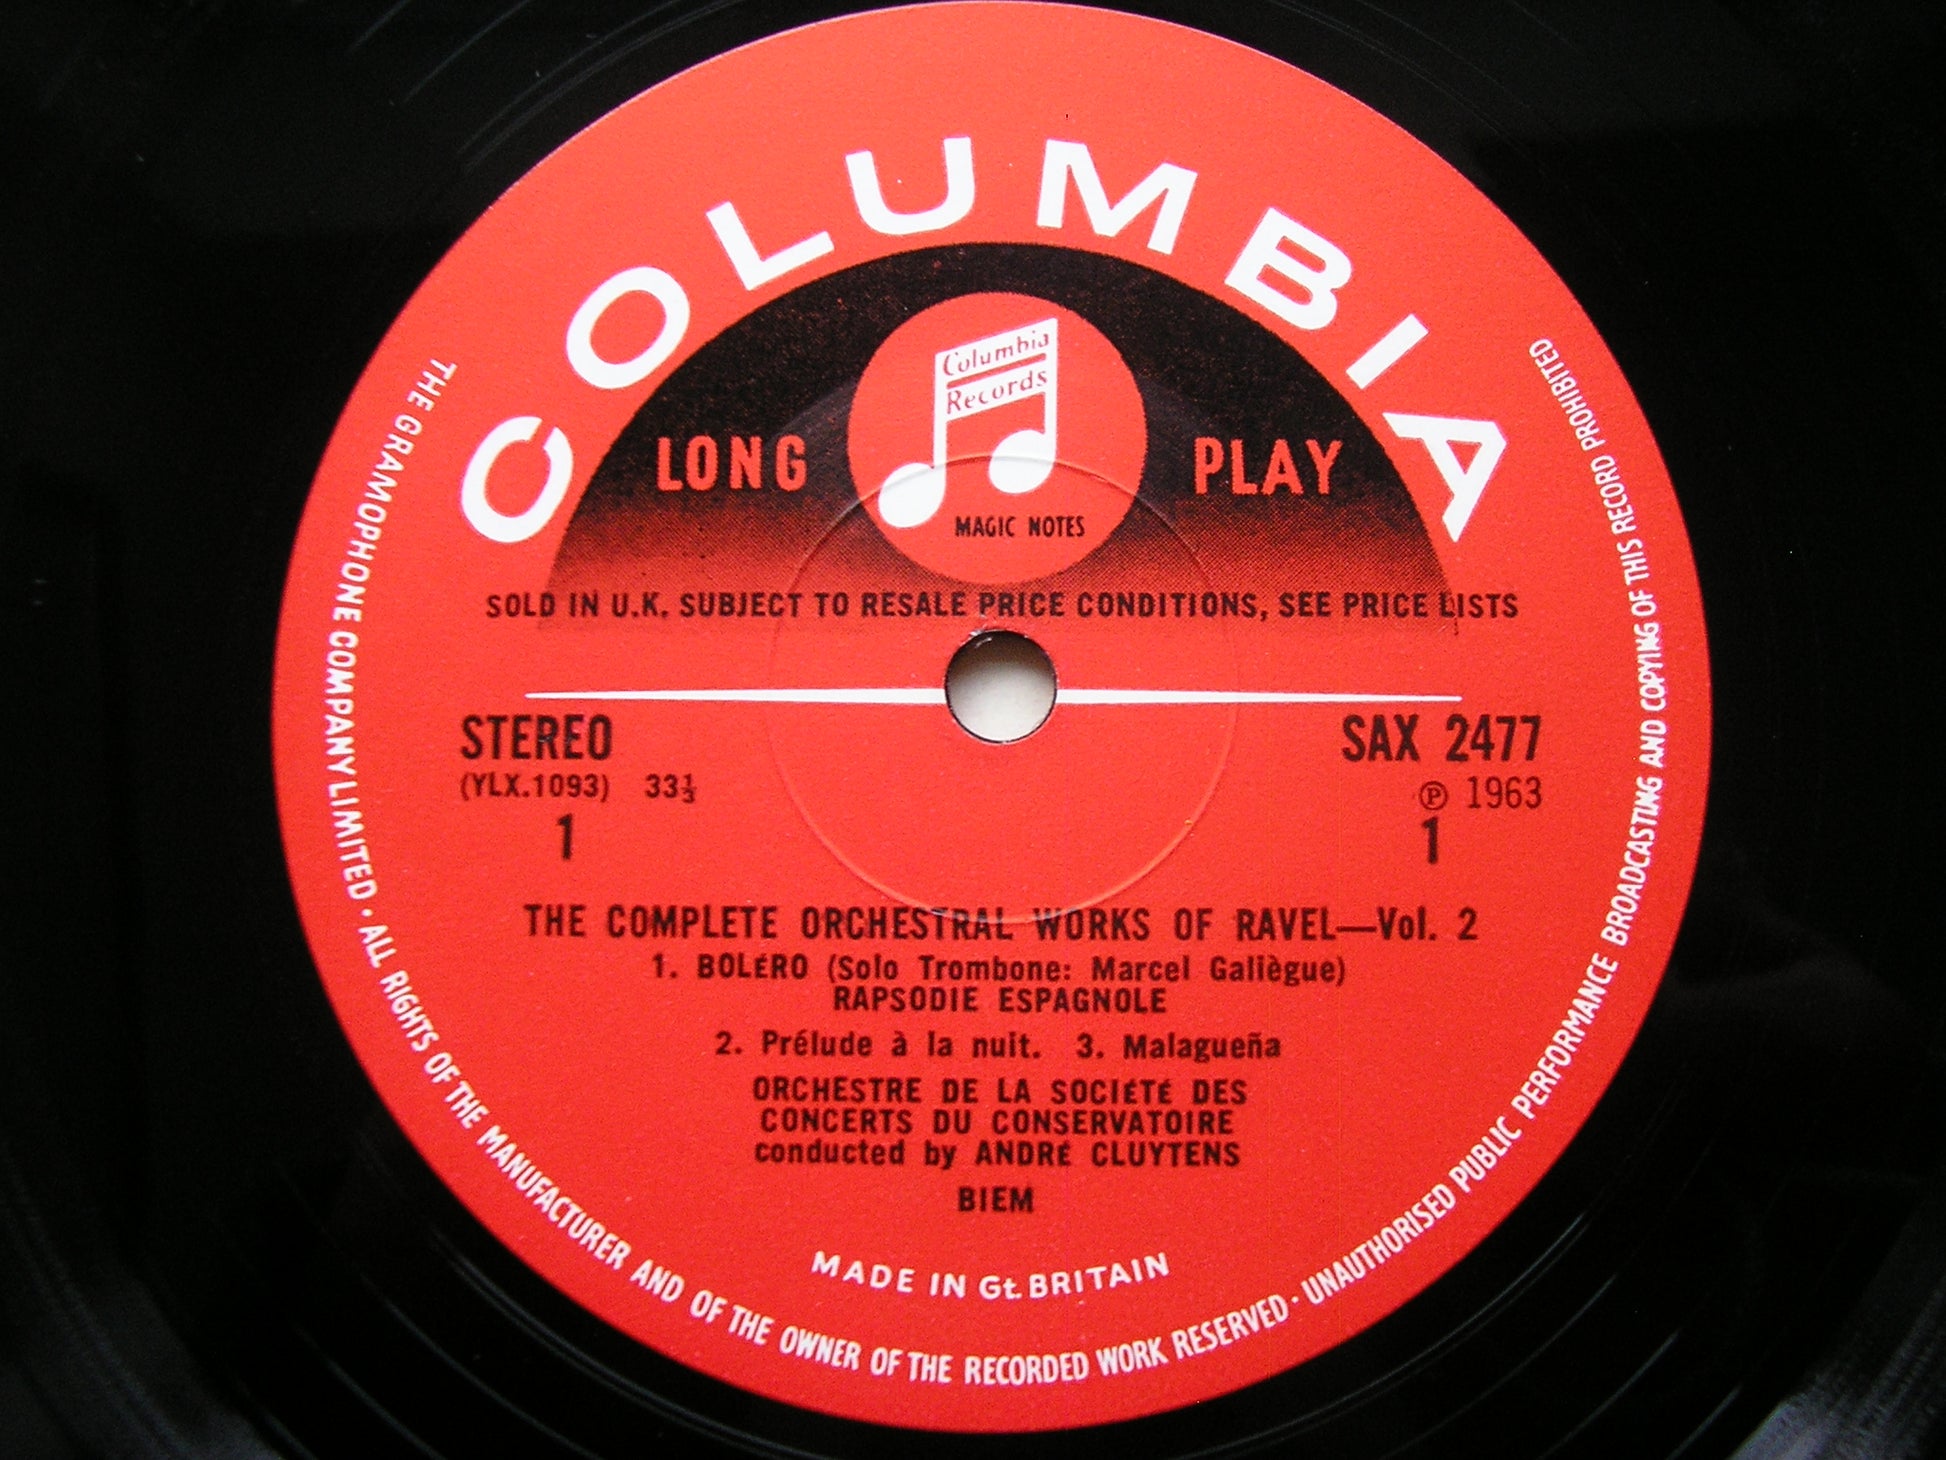 COLUMBIA
Columbia
Records
LONG PLAY
MAGIC NOTES
SOLD IN U.K. SUBJECT TO RESALE PRICE CONDITIONS, SEE PRICE LISTS
STEREO SAX 2477
(YLX.1093) 33⅓ ℗ 1963
1 1
THE COMPLETE ORCHESTRAL WORKS OF RAVEL—Vol. 2
1. BOLÉRO (Solo Trombone: Marcel Galiègue)
RAPSODIE ESPAGNOLE
2. Prélude à la nuit. 3. Malagueña
ORCHESTRE DE LA SOCIÉTÉ DES
CONCERTS DU CONSERVATOIRE
conducted by ANDRÉ CLUYTENS
BIEM
MADE IN Gt. BRITAIN
THE GRAMOPHONE COMPANY LIMITED · ALL RIGHTS OF THE MANUFACTURER AND OF THE OWNER OF THE RECORDED WORK RESERVED · UNAUTHORISED PUBLIC PERFORMANCE BROADCASTING AND COPYING OF THIS RECORD PROHIBITED